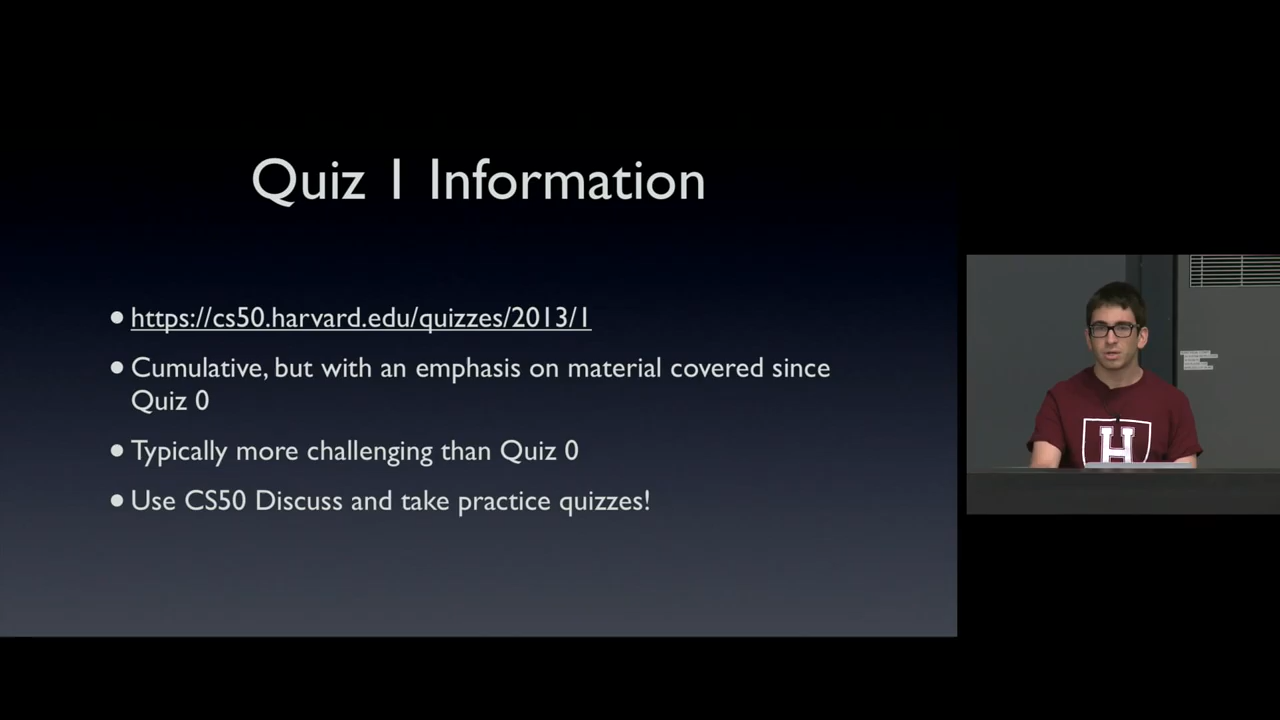 Quiz 1 Information
• https://cs50.harvard.edu/quizzes/2013/1
• Cumulative, but with an emphasis on material covered since
Quiz 0
• Typically more challenging than Quiz 0
• Use CS50 Discuss and take practice quizzes!
H